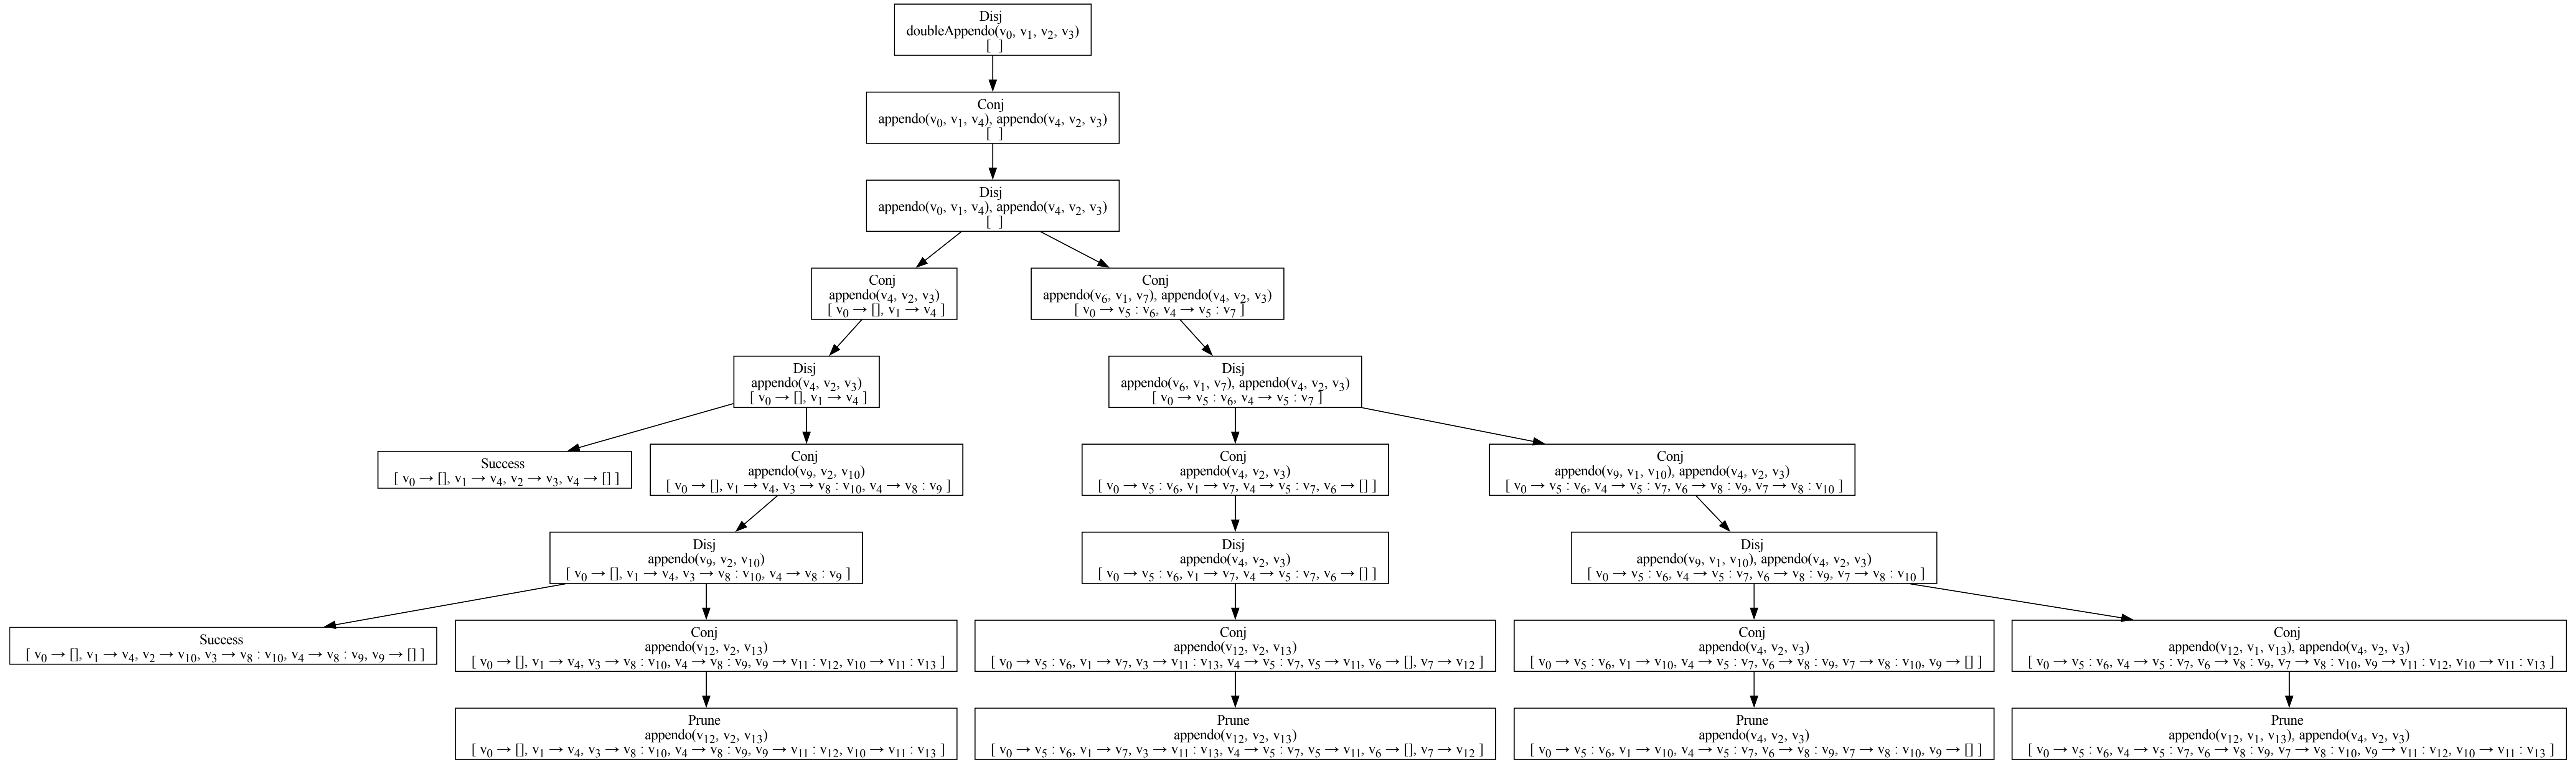 Disj
doubleAppendo(v₀, v₁, v₂, v₃)
[ ]
Conj
appendo(v₀, v₁, v₄), appendo(v₄, v₂, v₃)
[ ]
Disj
appendo(v₀, v₁, v₄), appendo(v₄, v₂, v₃)
[ ]
Conj
appendo(v₄, v₂, v₃)
[ v₀ → [], v₁ → v₄ ]
Conj
appendo(v₆, v₁, v₇), appendo(v₄, v₂, v₃)
[ v₀ → v₅ : v₆, v₄ → v₅ : v₇ ]
Disj
appendo(v₄, v₂, v₃)
[ v₀ → [], v₁ → v₄ ]
Disj
appendo(v₆, v₁, v₇), appendo(v₄, v₂, v₃)
[ v₀ → v₅ : v₆, v₄ → v₅ : v₇ ]
Success
[ v₀ → [], v₁ → v₄, v₂ → v₃, v₄ → [] ]
Conj
appendo(v₉, v₂, v₁₀)
[ v₀ → [], v₁ → v₄, v₃ → v₈ : v₁₀, v₄ → v₈ : v₉ ]
Conj
appendo(v₄, v₂, v₃)
[ v₀ → v₅ : v₆, v₁ → v₇, v₄ → v₅ : v₇, v₆ → [] ]
Conj
appendo(v₉, v₁, v₁₀), appendo(v₄, v₂, v₃)
[ v₀ → v₅ : v₆, v₄ → v₅ : v₇, v₆ → v₈ : v₉, v₇ → v₈ : v₁₀ ]
Disj
appendo(v₉, v₂, v₁₀)
[ v₀ → [], v₁ → v₄, v₃ → v₈ : v₁₀, v₄ → v₈ : v₉ ]
Disj
appendo(v₄, v₂, v₃)
[ v₀ → v₅ : v₆, v₁ → v₇, v₄ → v₅ : v₇, v₆ → [] ]
Disj
appendo(v₉, v₁, v₁₀), appendo(v₄, v₂, v₃)
[ v₀ → v₅ : v₆, v₄ → v₅ : v₇, v₆ → v₈ : v₉, v₇ → v₈ : v₁₀ ]
Success
[ v₀ → [], v₁ → v₄, v₂ → v₁₀, v₃ → v₈ : v₁₀, v₄ → v₈ : v₉, v₉ → [] ]
Conj
appendo(v₁₂, v₂, v₁₃)
[ v₀ → [], v₁ → v₄, v₃ → v₈ : v₁₀, v₄ → v₈ : v₉, v₉ → v₁₁ : v₁₂, v₁₀ → v₁₁ : v₁₃ ]
Conj
appendo(v₁₂, v₂, v₁₃)
[ v₀ → v₅ : v₆, v₁ → v₇, v₃ → v₁₁ : v₁₃, v₄ → v₅ : v₇, v₅ → v₁₁, v₆ → [], v₇ → v₁₂ ]
Conj
appendo(v₄, v₂, v₃)
[ v₀ → v₅ : v₆, v₁ → v₁₀, v₄ → v₅ : v₇, v₆ → v₈ : v₉, v₇ → v₈ : v₁₀, v₉ → [] ]
Conj
appendo(v₁₂, v₁, v₁₃), appendo(v₄, v₂, v₃)
[ v₀ → v₅ : v₆, v₄ → v₅ : v₇, v₆ → v₈ : v₉, v₇ → v₈ : v₁₀, v₉ → v₁₁ : v₁₂, v₁₀ → v₁₁ : v₁₃ ]
Prune
appendo(v₁₂, v₂, v₁₃)
[ v₀ → [], v₁ → v₄, v₃ → v₈ : v₁₀, v₄ → v₈ : v₉, v₉ → v₁₁ : v₁₂, v₁₀ → v₁₁ : v₁₃ ]
Prune
appendo(v₁₂, v₂, v₁₃)
[ v₀ → v₅ : v₆, v₁ → v₇, v₃ → v₁₁ : v₁₃, v₄ → v₅ : v₇, v₅ → v₁₁, v₆ → [], v₇ → v₁₂ ]
Prune
appendo(v₄, v₂, v₃)
[ v₀ → v₅ : v₆, v₁ → v₁₀, v₄ → v₅ : v₇, v₆ → v₈ : v₉, v₇ → v₈ : v₁₀, v₉ → [] ]
Prune
appendo(v₁₂, v₁, v₁₃), appendo(v₄, v₂, v₃)
[ v₀ → v₅ : v₆, v₄ → v₅ : v₇, v₆ → v₈ : v₉, v₇ → v₈ : v₁₀, v₉ → v₁₁ : v₁₂, v₁₀ → v₁₁ : v₁₃ ]